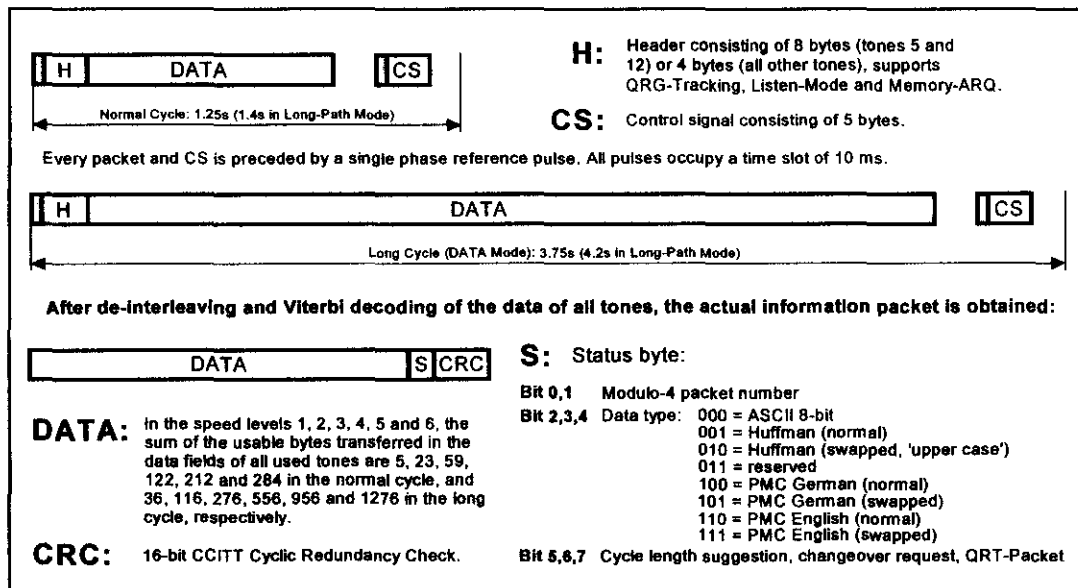 H DATA CS
Normal Cycle: 1.25s (1.4s in Long-Path Mode)
H: Header consisting of 8 bytes (tones 5 and
12) or 4 bytes (all other tones), supports
QRG-Tracking, Listen-Mode and Memory-ARQ.
CS: Control signal consisting of 5 bytes.
Every packet and CS is preceded by a single phase reference pulse. All pulses occupy a time slot of 10 ms.
H DATA CS
Long Cycle (DATA Mode): 3.75s (4.2s in Long-Path Mode)
After de-interleaving and Viterbi decoding of the data of all tones, the actual information packet is obtained:
DATA S CRC
DATA: In the speed levels 1, 2, 3, 4, 5 and 6, the
sum of the usable bytes transferred in the
data fields of all used tones are 5, 23, 59,
122, 212 and 284 in the normal cycle, and
36, 116, 276, 556, 956 and 1276 in the long
cycle, respectively.
CRC: 16-bit CCITT Cyclic Redundancy Check.
S: Status byte:
Bit 0,1 Modulo-4 packet number
Bit 2,3,4 Data type: 000 = ASCII 8-bit
001 = Huffman (normal)
010 = Huffman (swapped, 'upper case')
011 = reserved
100 = PMC German (normal)
101 = PMC German (swapped)
110 = PMC English (normal)
111 = PMC English (swapped)
Bit 5,6,7 Cycle length suggestion, changeover request, QRT-Packet